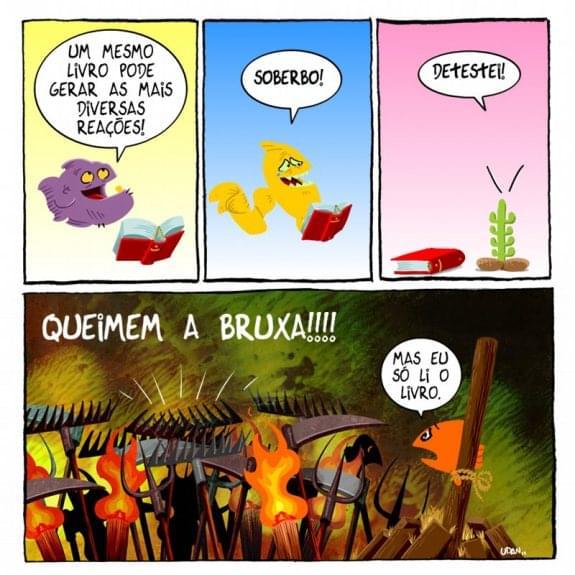 UM MESMO
LIVRO PODE
GERAR AS MAIS
DIVERSAS
REAÇÕES!
SOBERBO!
DETESTEI!
QUEIMEM A BRUXA!!!!
MAS EU
SÓ LI O
LIVRO.